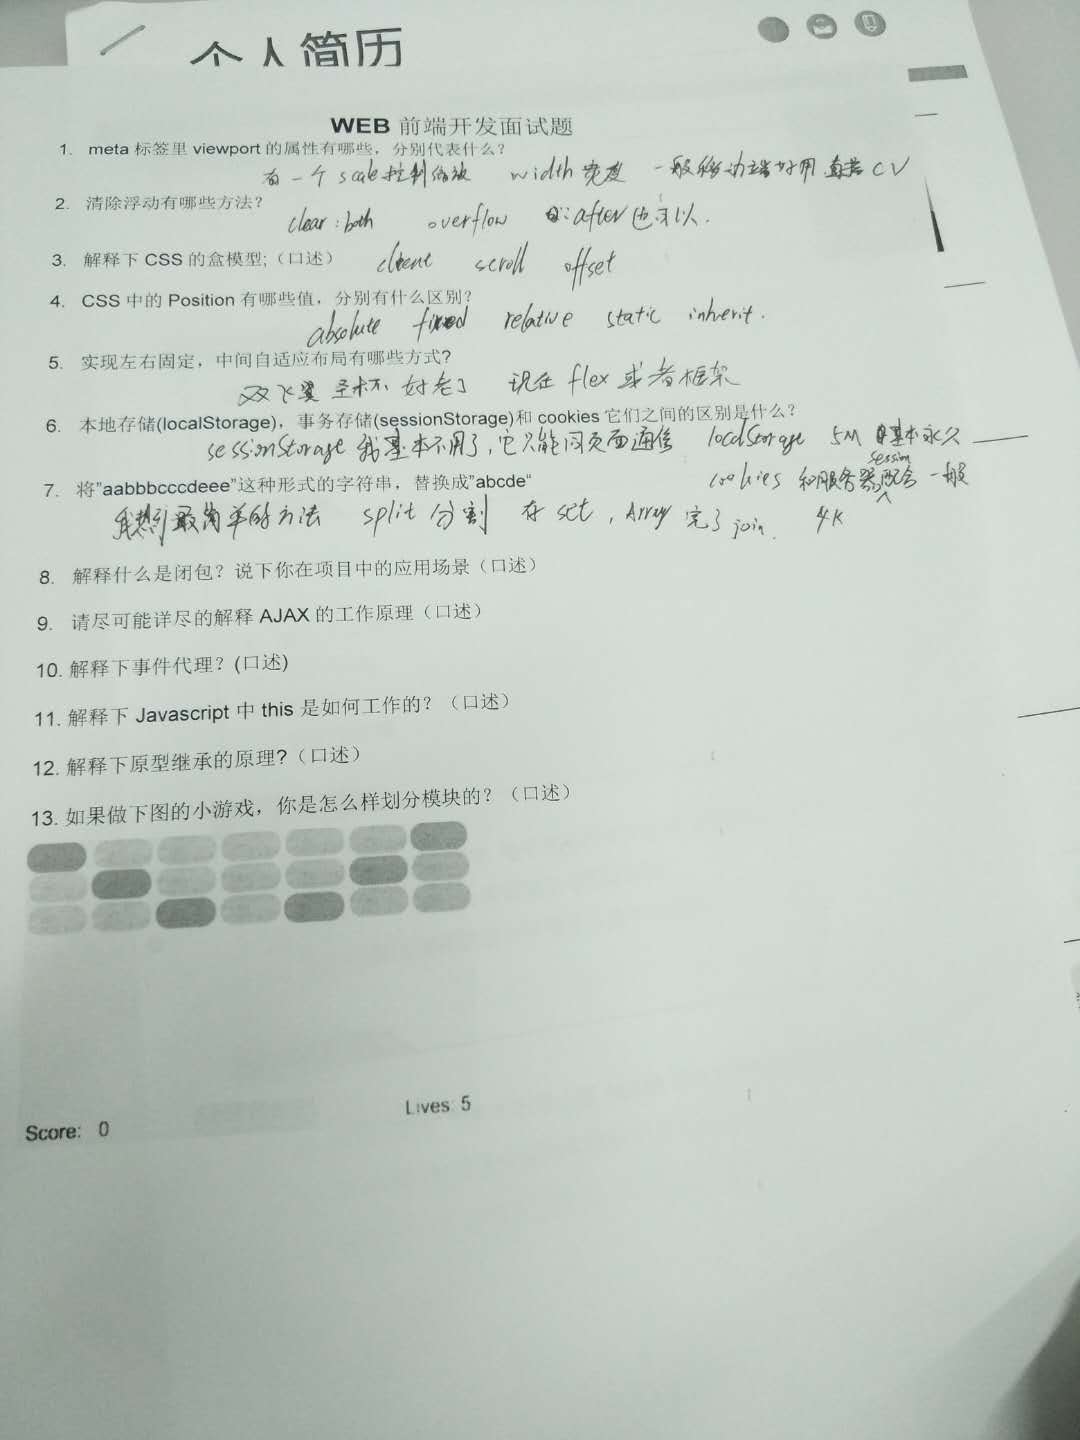 个人简历
WEB 前端开发面试题
1. meta 标签里 viewport 的属性有哪些，分别代表什么？
有一个 scale 控制缩放 width 宽度 一般移动端时用 直接 CV
2. 清除浮动有哪些方法？
clear:both overflow ::after 也可以.
3. 解释下 CSS 的盒模型;（口述）
client scroll offset
4. CSS 中的 Position 有哪些值，分别有什么区别？
absolute fixed relative static inherit.
5. 实现左右固定，中间自适应布局有哪些方式?
双飞翼 圣杯 好老了 现在 flex 或者框架
6. 本地存储(localStorage)，事务存储(sessionStorage)和 cookies 它们之间的区别是什么？
sessionStorage 我基本不用了，它只能同页面通信 localStorage 5M 基本永久
session
cookies 和服务器配合 一般
4K
7. 将"aabbbcccdeee"这种形式的字符串，替换成"abcde"
我想到最简单的方法 split 分割 在 set , Array 完了 join.
8. 解释什么是闭包？说下你在项目中的应用场景（口述）
9. 请尽可能详尽的解释 AJAX 的工作原理（口述）
10. 解释下事件代理？(口述)
11. 解释下 Javascript 中 this 是如何工作的？（口述）
12. 解释下原型继承的原理?（口述）
13. 如果做下图的小游戏，你是怎么样划分模块的？（口述）
Lives: 5
Score: 0